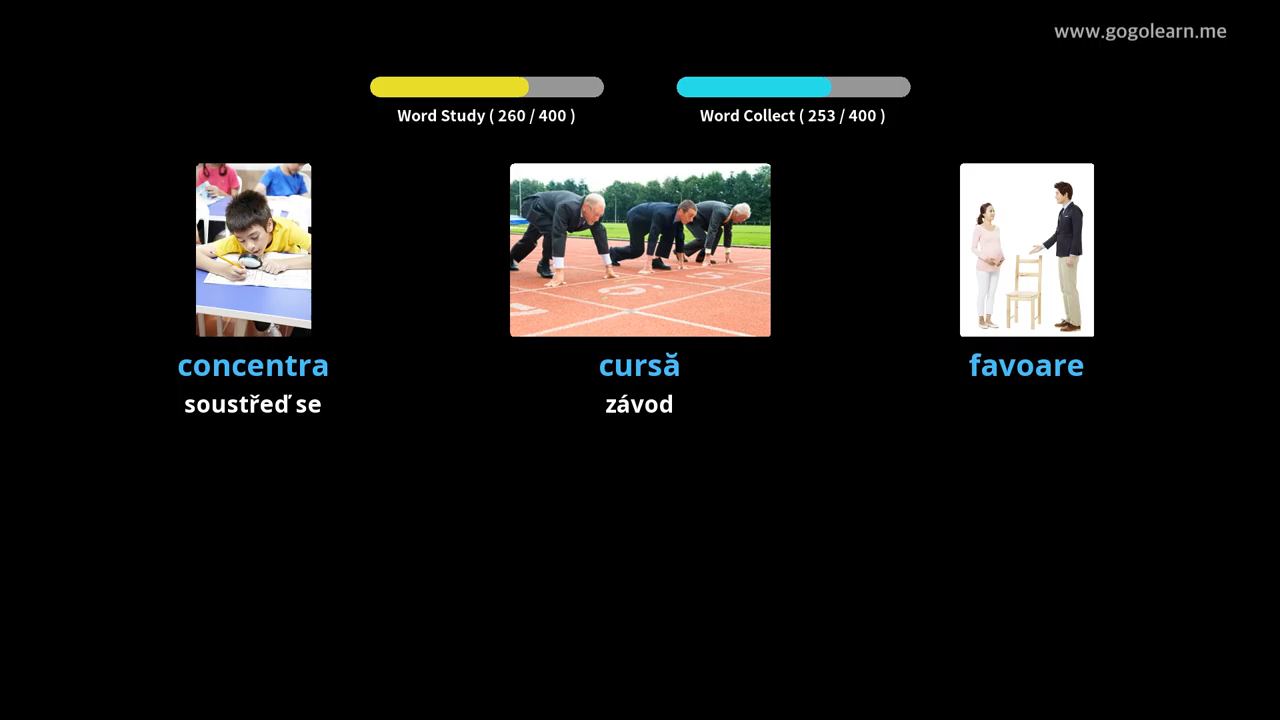 www.gogolearn.me
Word Study ( 260 / 400 )
Word Collect ( 253 / 400 )
concentra
cursă
favoare
soustřeď se
závod